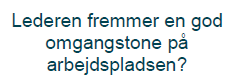 Lederen fremmer en god
omgangstone på
arbejdspladsen?